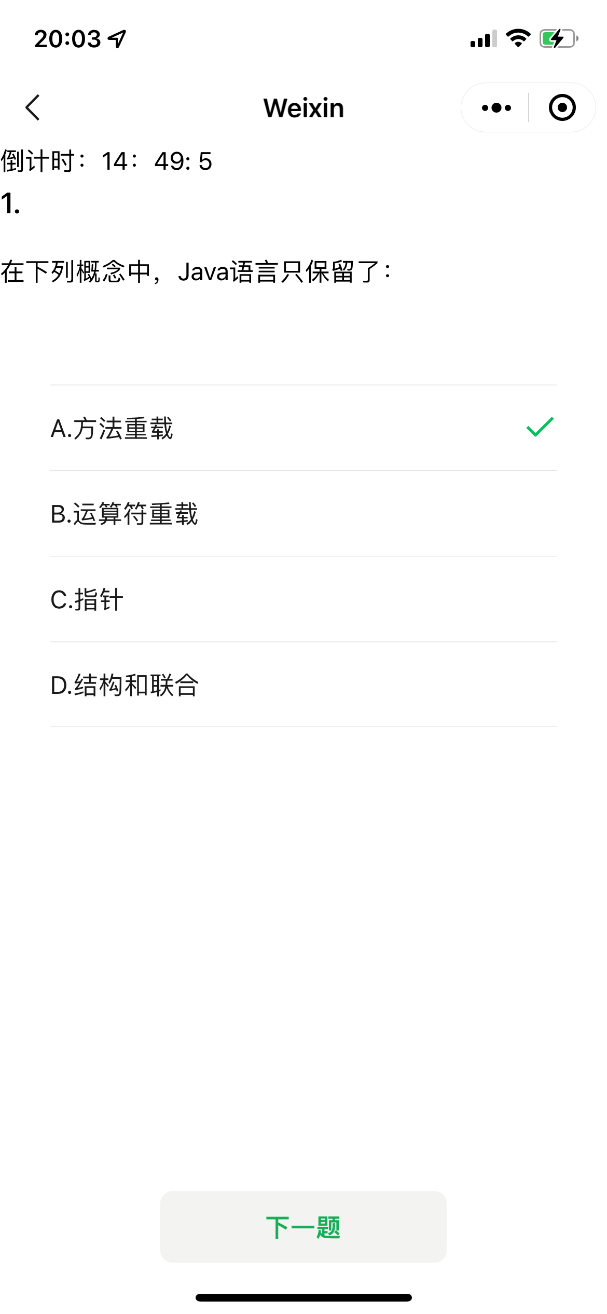 20:03
Weixin
倒计时：14：49: 5
1.
在下列概念中，Java语言只保留了：
A.方法重载
B.运算符重载
C.指针
D.结构和联合
下一题